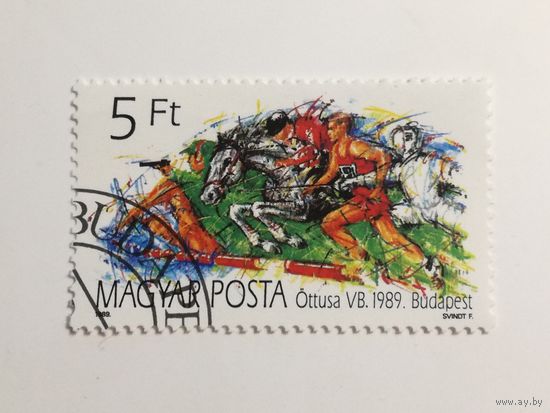 5 Ft
MAGYAR POSTA Öttusa VB. 1989. Budapest
1989. SVINDT F.
www.ay.by